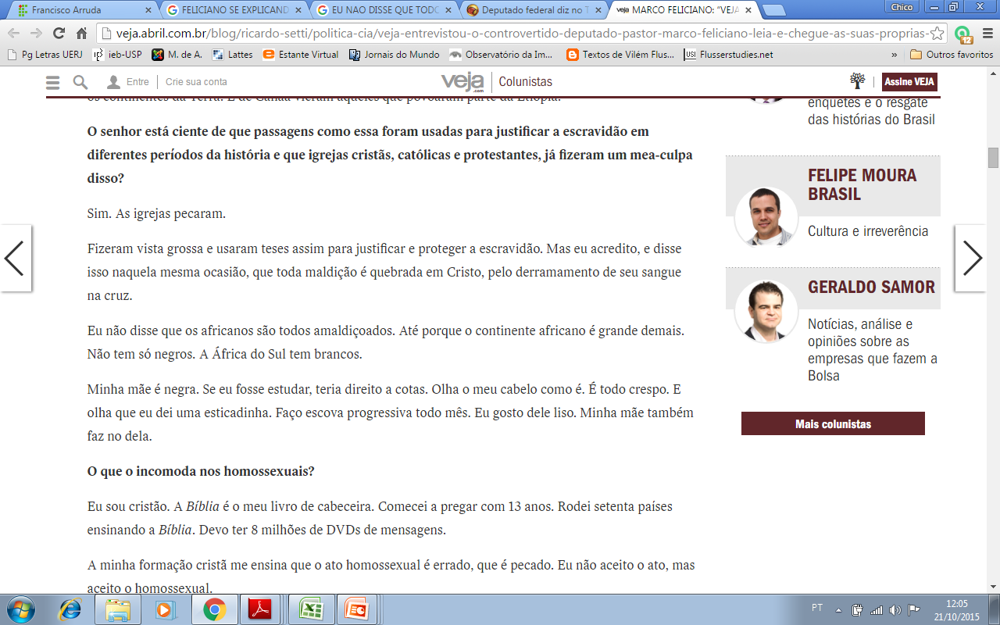 Francisco Arruda
FELICIANO SE EXPLICAND
EU NAO DISSE QUE TODO
Deputado federal diz no T
veja MARCO FELICIANO: "VEJA
Chico
veja.abril.com.br/blog/ricardo-setti/politica-cia/veja-entrevistou-o-controvertido-deputado-pastor-marco-feliciano-leia-e-chegue-as-suas-proprias-
12
Pg Letras UERJ
ieb-USP
M. de A.
Lattes
Estante Virtual
Jornais do Mundo
Observatório da Im...
Textos de Vilém Flus...
Flusserstudies.net
»
Outros favoritos
Entre
Crie sua conta
veja.com
Colunistas
Assine VEJA
os continentes da Terra. E de Canaã vieram aqueles que povoaram parte da Etiópia.
O senhor está ciente de que passagens como essa foram usadas para justificar a escravidão em
diferentes períodos da história e que igrejas cristãs, católicas e protestantes, já fizeram um mea-culpa
disso?
Sim. As igrejas pecaram.
Fizeram vista grossa e usaram teses assim para justificar e proteger a escravidão. Mas eu acredito, e disse
isso naquela mesma ocasião, que toda maldição é quebrada em Cristo, pelo derramamento de seu sangue
na cruz.
Eu não disse que os africanos são todos amaldiçoados. Até porque o continente africano é grande demais.
Não tem só negros. A África do Sul tem brancos.
Minha mãe é negra. Se eu fosse estudar, teria direito a cotas. Olha o meu cabelo como é. É todo crespo. E
olha que eu dei uma esticadinha. Faço escova progressiva todo mês. Eu gosto dele liso. Minha mãe também
faz no dela.
O que o incomoda nos homossexuais?
Eu sou cristão. A Bíblia é o meu livro de cabeceira. Comecei a pregar com 13 anos. Rodei setenta países
ensinando a Bíblia. Devo ter 8 milhões de DVDs de mensagens.
A minha formação cristã me ensina que o ato homossexual é errado, que é pecado. Eu não aceito o ato, mas
aceito o homossexual.
enquetes e o resgate
das histórias do Brasil
FELIPE MOURA
BRASIL
Cultura e irreverência
GERALDO SAMOR
Notícias, análise e
opiniões sobre as
empresas que fazem a
Bolsa
Mais colunistas
PT
12:05
21/10/2015